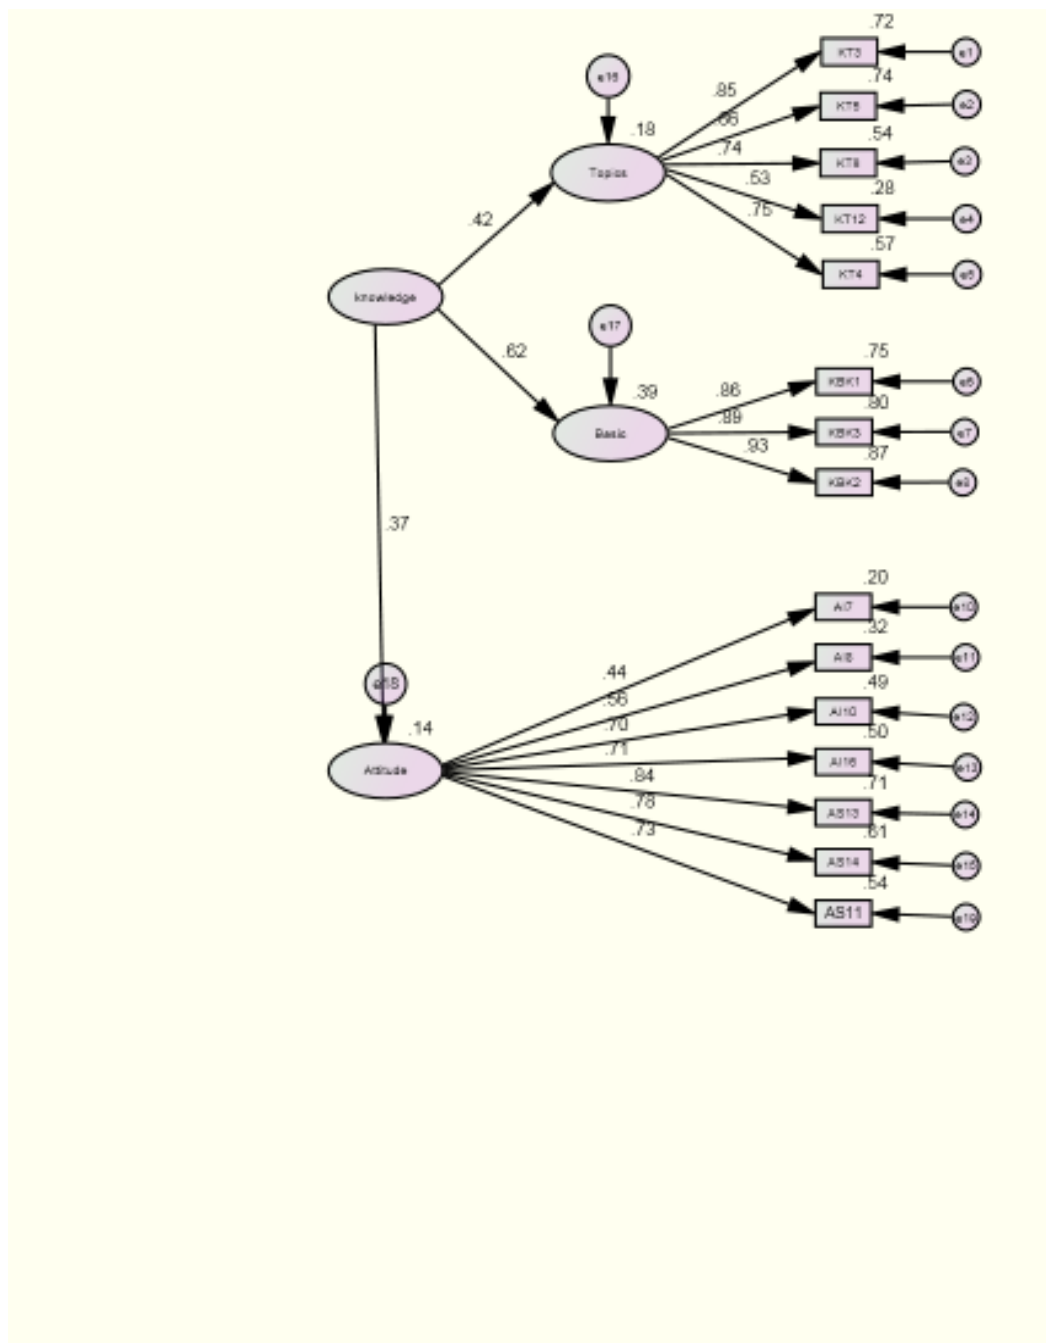 .72
KT3
e1
e16
.85
.74
KT5
e2
.86
.18
.54
Topics
.74
KT8
e3
.53
.28
KT12
e4
.42
.75
.57
KT4
e5
knowledge
e17
.62
.75
KBK1
e6
.86
.39
.80
Basic
.89
KBK3
e7
.93
.87
KBK2
e8
.37
.20
AI7
e10
.32
.44
AI8
e11
e18
.56
.49
.70
AI10
e12
.14
.50
.71
AI16
e13
Attitude
.84
.71
AS13
e14
.78
.61
AS14
e15
.73
.54
AS11